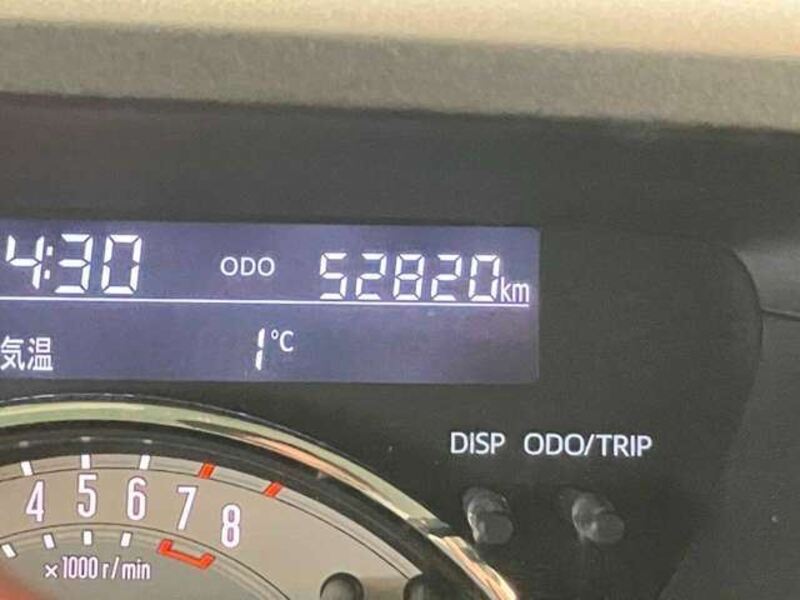 4:30 ODO 52820km
気温 1℃
DISP ODO/TRIP
4 5 6 7 8
×1000 r/min